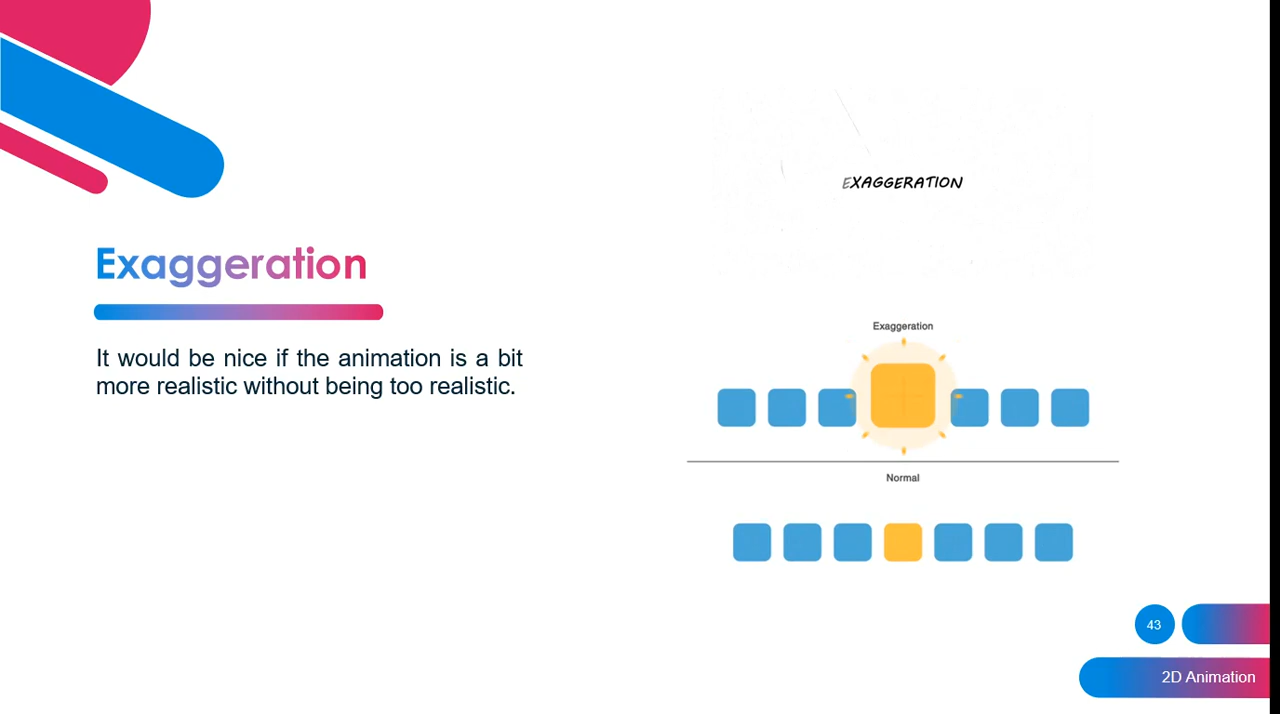 Exaggeration
It would be nice if the animation is a bit
more realistic without being too realistic.
EXAGGERATION
Exaggeration
Normal
43
2D Animation